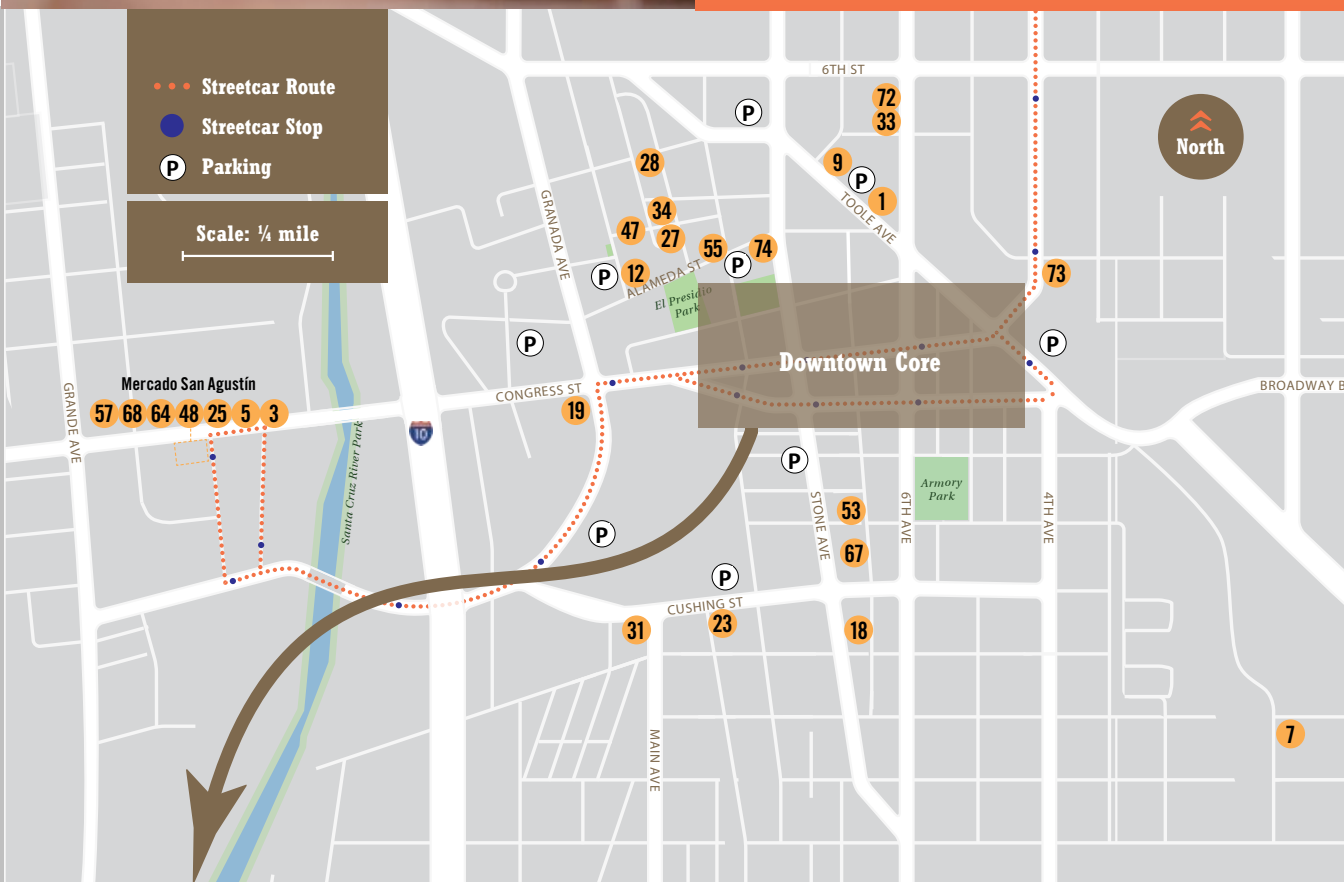 Streetcar Route
Streetcar Stop
P
Parking
Scale: ¼ mile
North
6TH ST
72
33
P
28
9
P
1
TOOLE AVE
GRANADA AVE
34
47
27
55
74
P
12
P
ALAMEDA ST
El Presidio
Park
73
P
P
Downtown Core
Mercado San Agustín
57
68
64
48
25
5
3
GRANDE AVE
CONGRESS ST
19
10
BROADWAY B
Santa Cruz River Park
P
Armory
Park
STONE AVE
6TH AVE
4TH AVE
53
67
P
P
CUSHING ST
31
23
18
MAIN AVE
7